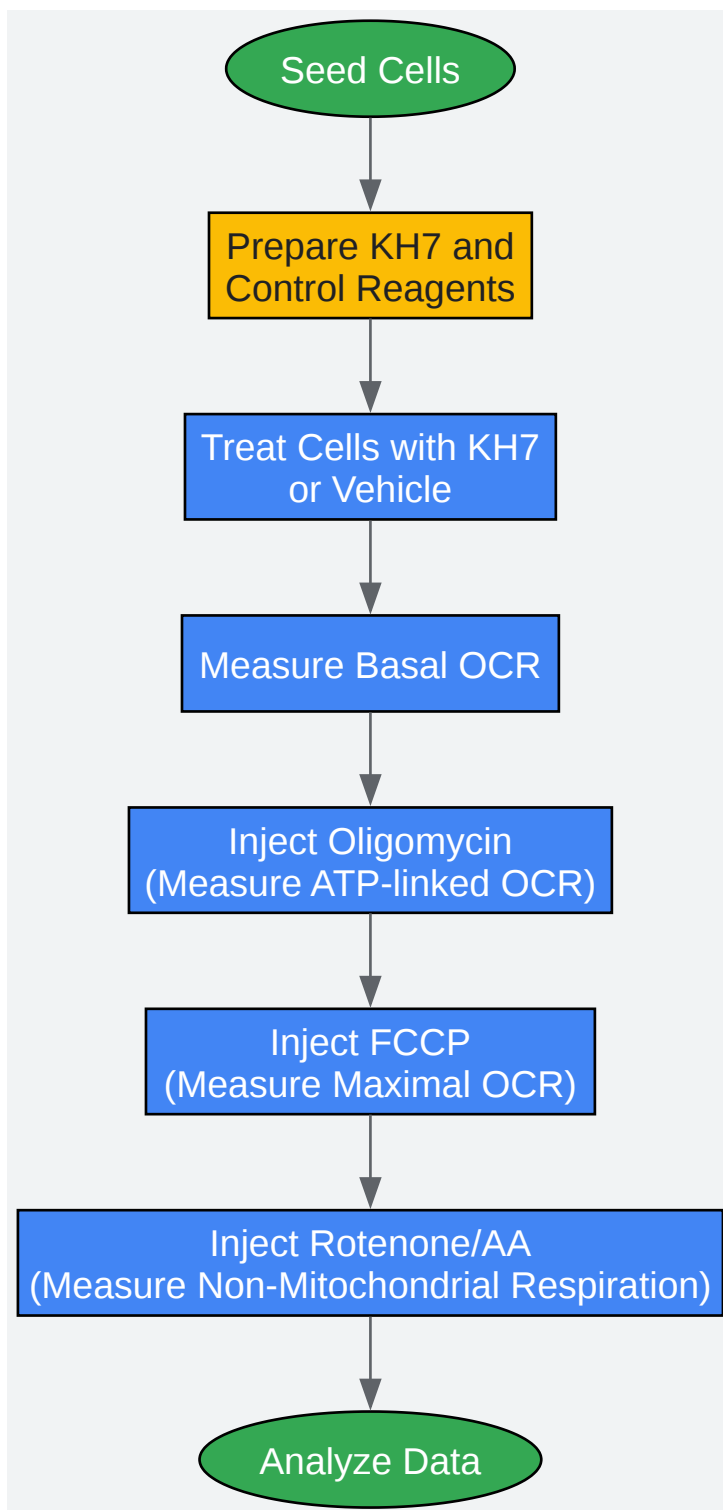 Seed Cells
Prepare KH7 and
Control Reagents
Treat Cells with KH7
or Vehicle
Measure Basal OCR
Inject Oligomycin
(Measure ATP-linked OCR)
Inject FCCP
(Measure Maximal OCR)
Inject Rotenone/AA
(Measure Non-Mitochondrial Respiration)
Analyze Data